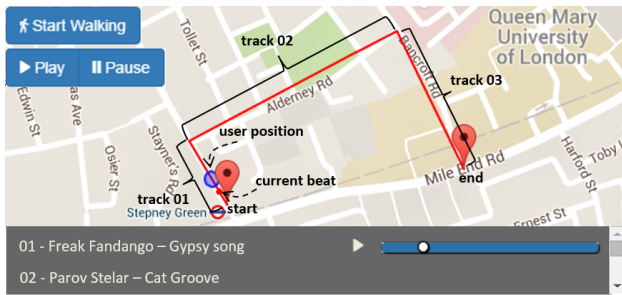 Start Walking
Play
Pause
Tollet St
track 02
Queen Mary
University
of London
Bancroft Rd
track 03
Alderney Rd
Edwin St
as Ave
Osier St
Stayner's R
user position
track 01
current beat
Stepney Green
start
Mile End Rd
end
Harford St
Toby
Ernest St
01 - Freak Fandango – Gypsy song
02 - Parov Stelar – Cat Groove